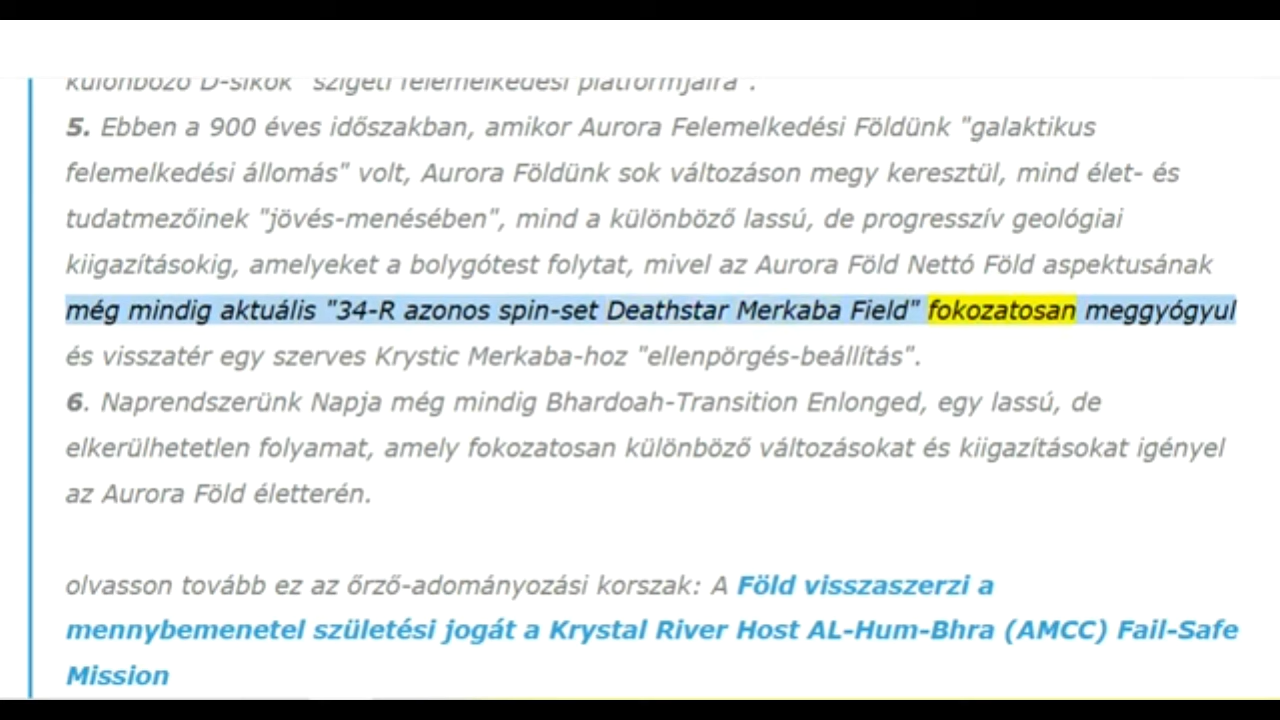 különböző D-síkok "szigeti felemelkedési platformjaira".
5. Ebben a 900 éves időszakban, amikor Aurora Felemelkedési Földünk "galaktikus
felemelkedési állomás" volt, Aurora Földünk sok változáson megy keresztül, mind élet- és
tudatmezőinek "jövés-menésében", mind a különböző lassú, de progresszív geológiai
kiigazításokig, amelyeket a bolygótest folytat, mivel az Aurora Föld Nettó Föld aspektusának
még mindig aktuális "34-R azonos spin-set Deathstar Merkaba Field" fokozatosan meggyógyul
és visszatér egy szerves Krystic Merkaba-hoz "ellenpörgés-beállítás".
6. Naprendszerünk Napja még mindig Bhardoah-Transition Enlonged, egy lassú, de
elkerülhetetlen folyamat, amely fokozatosan különböző változásokat és kiigazításokat igényel
az Aurora Föld életterén.
olvasson tovább ez az őrző-adományozási korszak: A Föld visszaszerzi a
mennybemenetel születési jogát a Krystal River Host AL-Hum-Bhra (AMCC) Fail-Safe
Mission